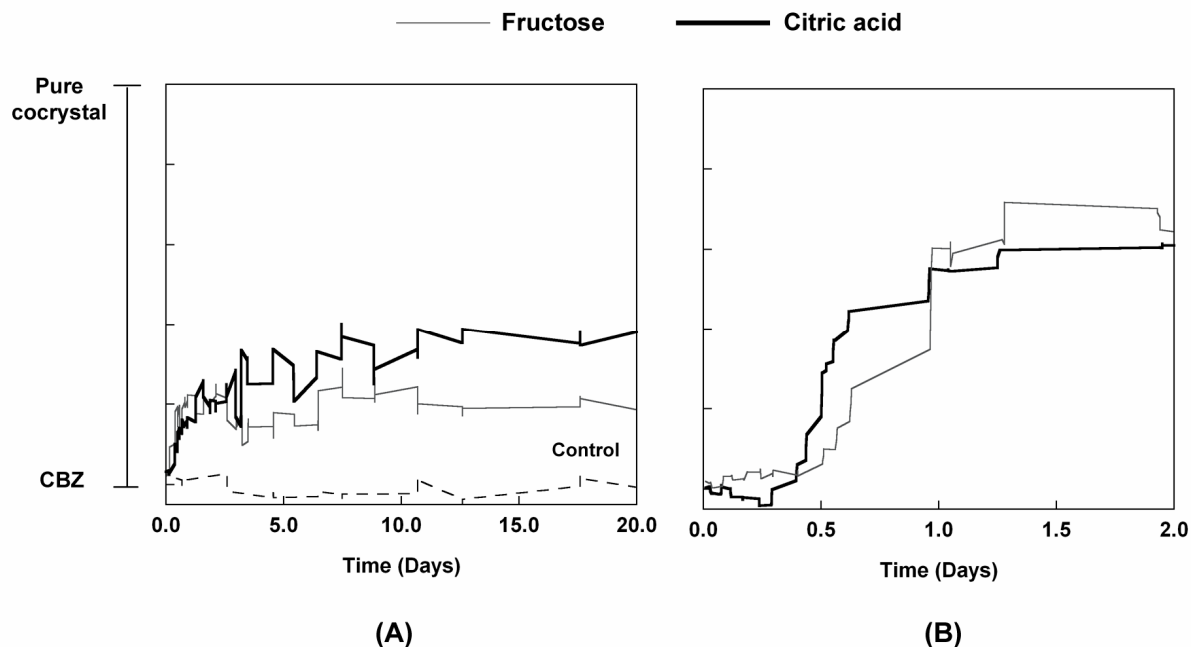 Fructose Citric acid
Pure
cocrystal
CBZ
Control
0.0 5.0 10.0 15.0 20.0
Time (Days)
(A)
0.0 0.5 1.0 1.5 2.0
Time (Days)
(B)